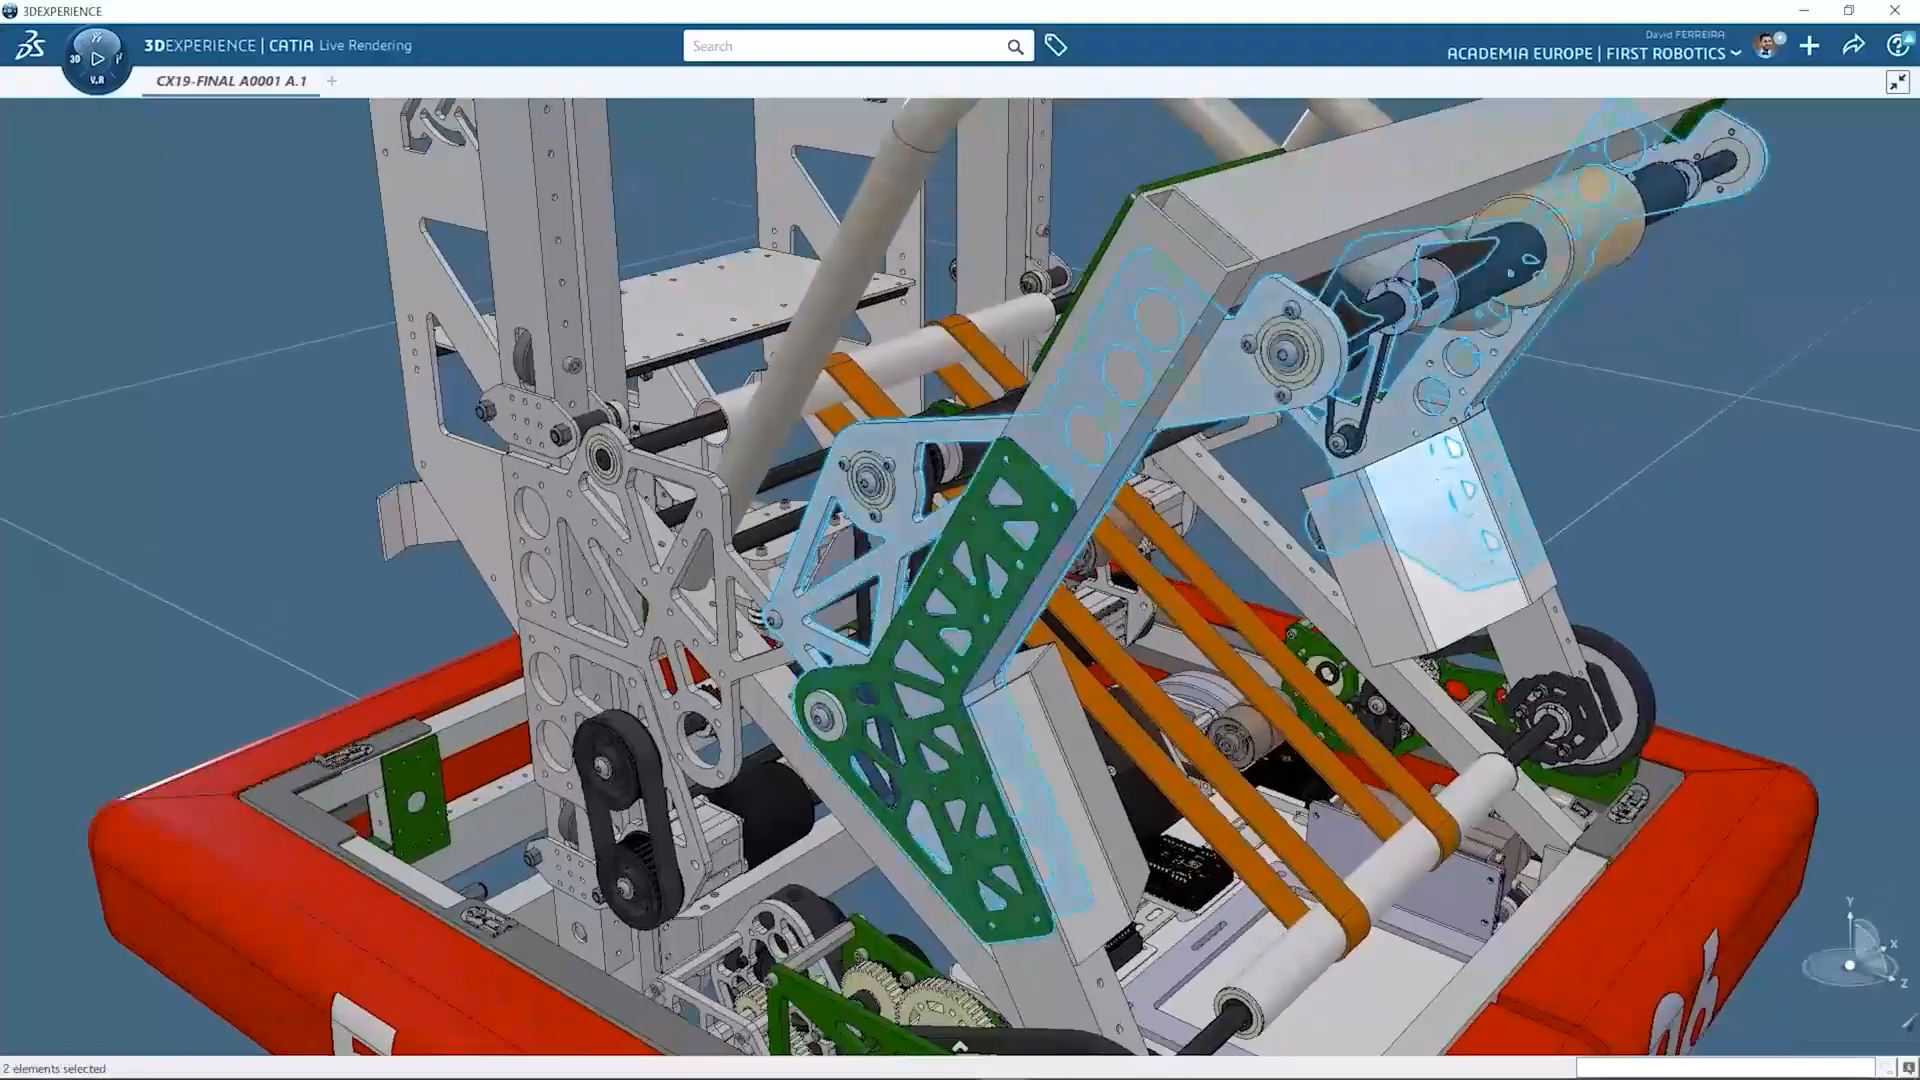 3DEXPERIENCE
3DEXPERIENCE | CATIA Live Rendering
3D
V.R
Search
David FERREIRA
ACADEMIA EUROPE | FIRST ROBOTICS
CX19-FINAL A0001 A.1
Y
X
Z
2 elements selected